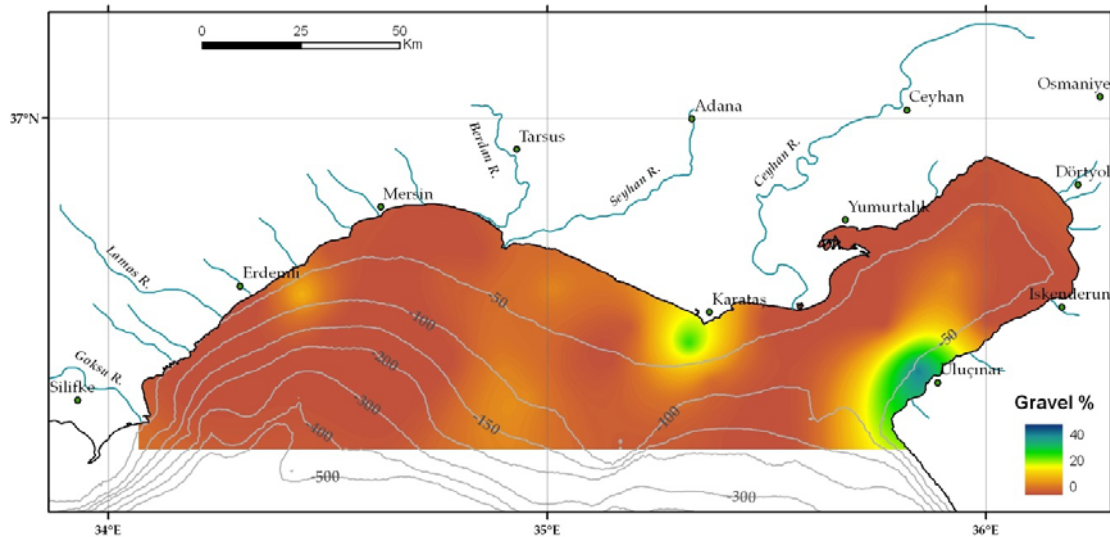 0 25 50
Km
37°N
Osmaniye
Ceyhan
Adana
Tarsus
Berdan R.
Ceyhan R.
Seyhan R.
Dörtyol
Mersin
Yumurtalık
Lamas R.
Erdemli
İskenderun
Karataş
-50
-50
-100
-200
-150
-300
-400
-500
-100
-300
Goksu R.
Silifke
Uluçınar
Gravel %
40
20
0
34°E 35°E 36°E